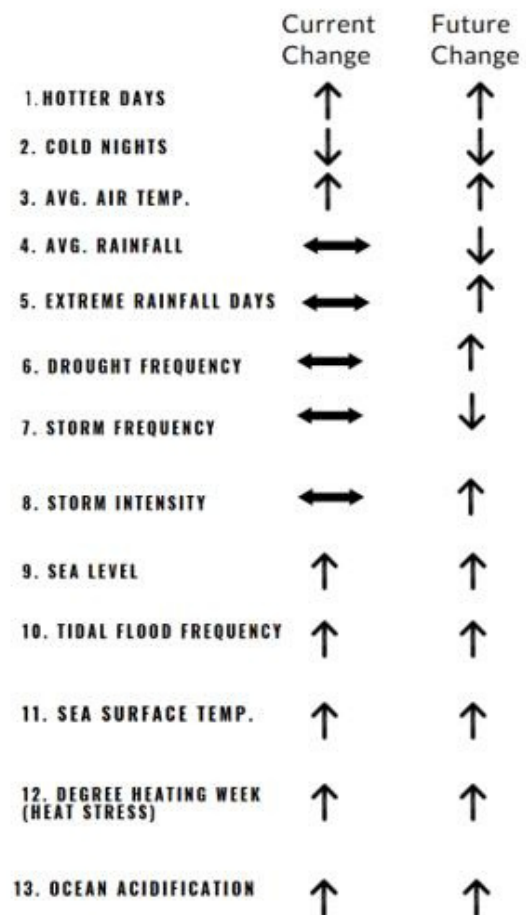 Current Future
Change Change
1. HOTTER DAYS
2. COLD NIGHTS
3. AVG. AIR TEMP.
4. AVG. RAINFALL
5. EXTREME RAINFALL DAYS
6. DROUGHT FREQUENCY
7. STORM FREQUENCY
8. STORM INTENSITY
9. SEA LEVEL
10. TIDAL FLOOD FREQUENCY
11. SEA SURFACE TEMP.
12. DEGREE HEATING WEEK
(HEAT STRESS)
13. OCEAN ACIDIFICATION